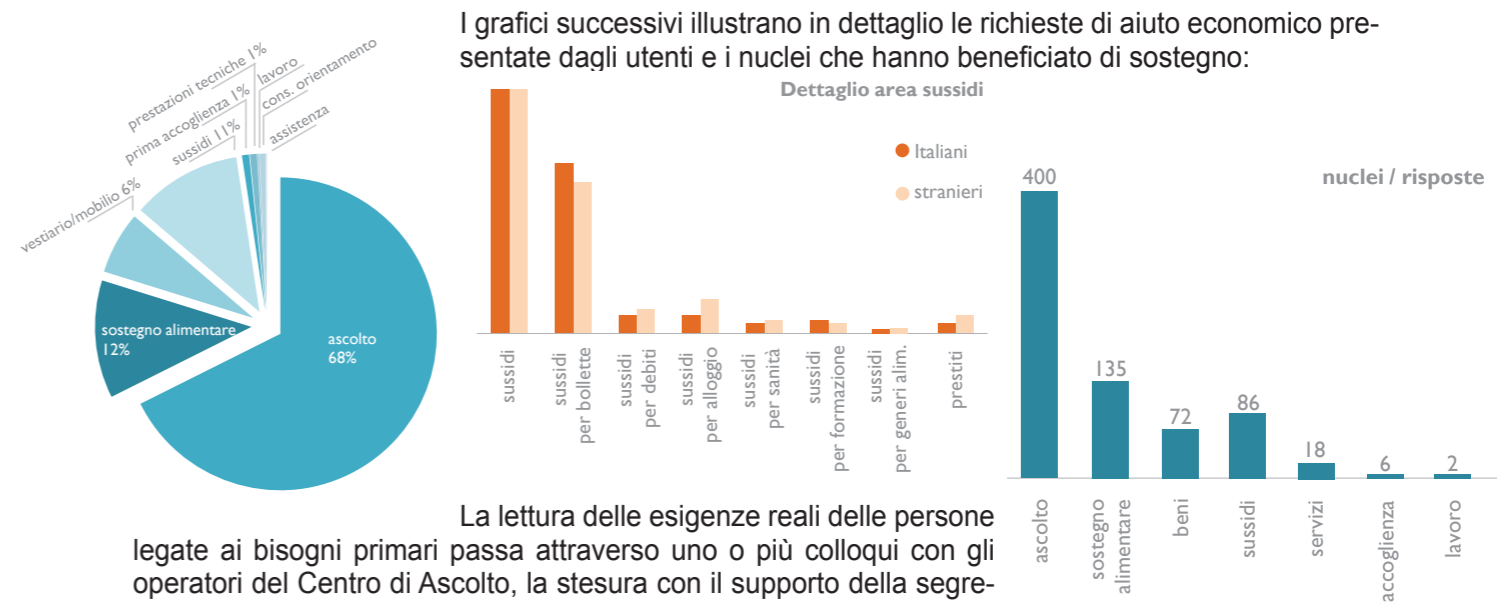 I grafici successivi illustrano in dettaglio le richieste di aiuto economico pre-
sentate dagli utenti e i nuclei che hanno beneficiato di sostegno:
prestazioni tecniche 1%
lavoro
cons. orientamento
prima accoglienza 1%
sussidi 11%
assistenza
vestiario/mobilio 6%
sostegno alimentare
12%
ascolto
68%
Dettaglio area sussidi
Italiani
stranieri
sussidi
sussidi
per bollette
sussidi
per debiti
sussidi
per alloggio
sussidi
per sanità
sussidi
per formazione
sussidi
per generi alim.
prestiti
nuclei / risposte
400
135
72
86
18
6
2
ascolto
sostegno
alimentare
beni
sussidi
servizi
accoglienza
lavoro
La lettura delle esigenze reali delle persone
legate ai bisogni primari passa attraverso uno o più colloqui con gli
operatori del Centro di Ascolto, la stesura con il supporto della segre-